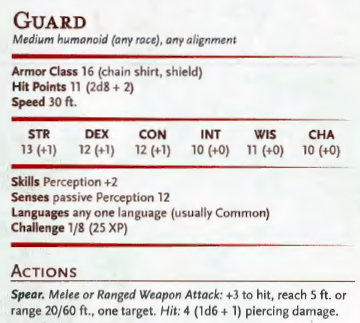 GUARD
Medium humanoid (any race), any alignment
Armor Class 16 (chain shirt, shield)
Hit Points 11 (2d8 + 2)
Speed 30 ft.
STR DEX CON INT WIS CHA
13 (+1) 12 (+1) 12 (+1) 10 (+0) 11 (+0) 10 (+0)
Skills Perception +2
Senses passive Perception 12
Languages any one language (usually Common)
Challenge 1/8 (25 XP)
ACTIONS
Spear. Melee or Ranged Weapon Attack: +3 to hit, reach 5 ft. or
range 20/60 ft., one target. Hit: 4 (1d6 + 1) piercing damage.